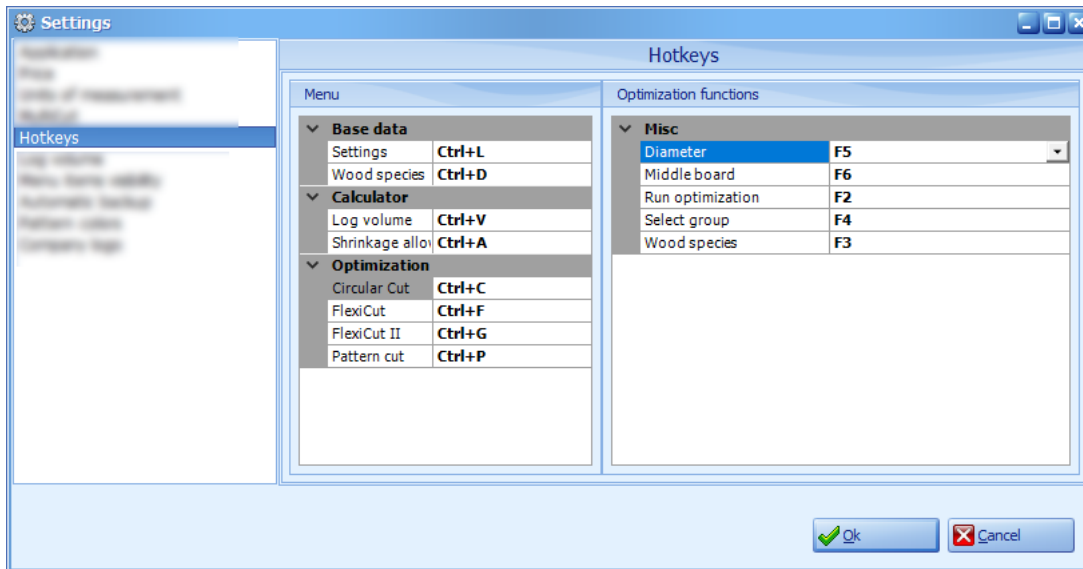 Settings
Hotkeys
Hotkeys
Menu
Base data
Settings Ctrl+L
Wood species Ctrl+D
Calculator
Log volume Ctrl+V
Shrinkage allo Ctrl+A
Optimization
Circular Cut Ctrl+C
FlexiCut Ctrl+F
FlexiCut II Ctrl+G
Pattern cut Ctrl+P
Optimization functions
Misc
Diameter F5
Middle board F6
Run optimization F2
Select group F4
Wood species F3
Ok
Cancel